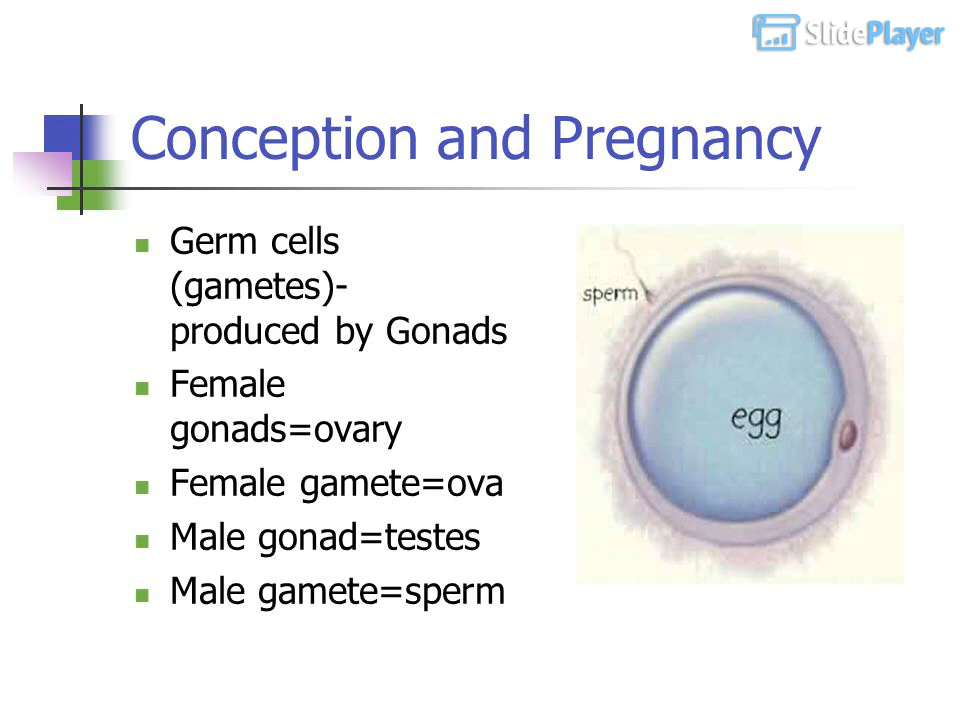 SlidePlayer
Conception and Pregnancy
Germ cells
(gametes)-
produced by Gonads
Female
gonads=ovary
Female gamete=ova
Male gonad=testes
Male gamete=sperm
sperm
egg